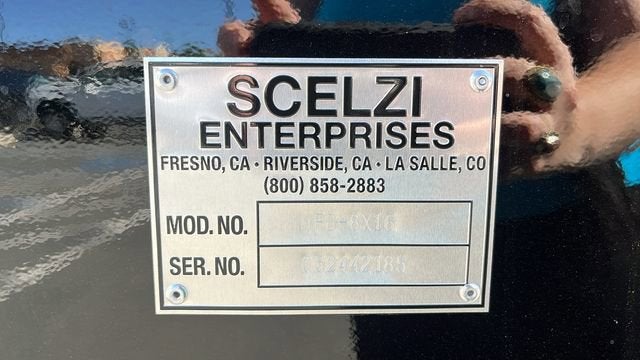 SCELZI
ENTERPRISES
FRESNO, CA • RIVERSIDE, CA • LA SALLE, CO
(800) 858-2883
MOD. NO.
SER. NO.